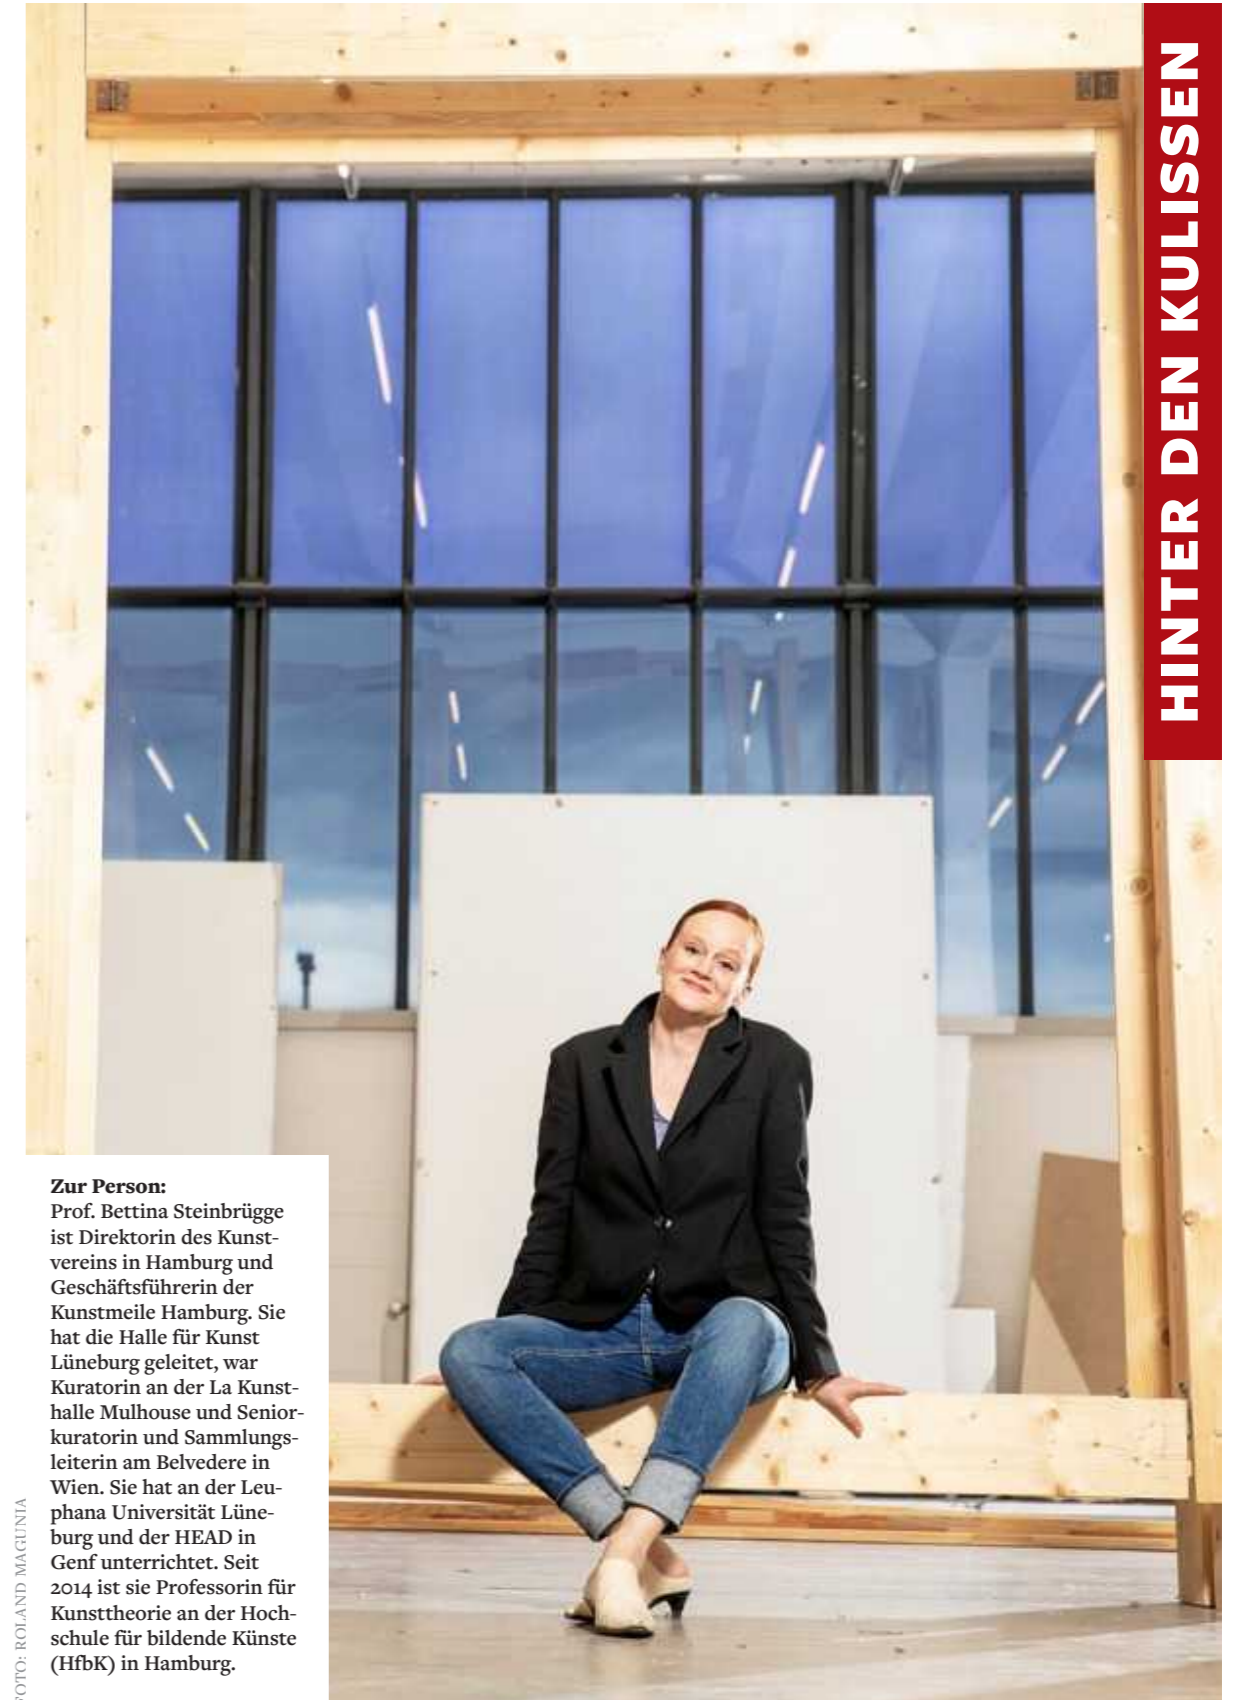 HINTER DEN KULISSEN
Zur Person:
Prof. Bettina Steinbrügge
ist Direktorin des Kunst-
vereins in Hamburg und
Geschäftsführerin der
Kunstmeile Hamburg. Sie
hat die Halle für Kunst
Lüneburg geleitet, war
Kuratorin an der La Kunst-
halle Mulhouse und Senior-
kuratorin und Sammlungs-
leiterin am Belvedere in
Wien. Sie hat an der Leu-
phana Universität Lüne-
burg und der HEAD in
Genf unterrichtet. Seit
2014 ist sie Professorin für
Kunsttheorie an der Hoch-
schule für bildende Künste
(HfbK) in Hamburg.
FOTO: ROLAND MAGUNIA